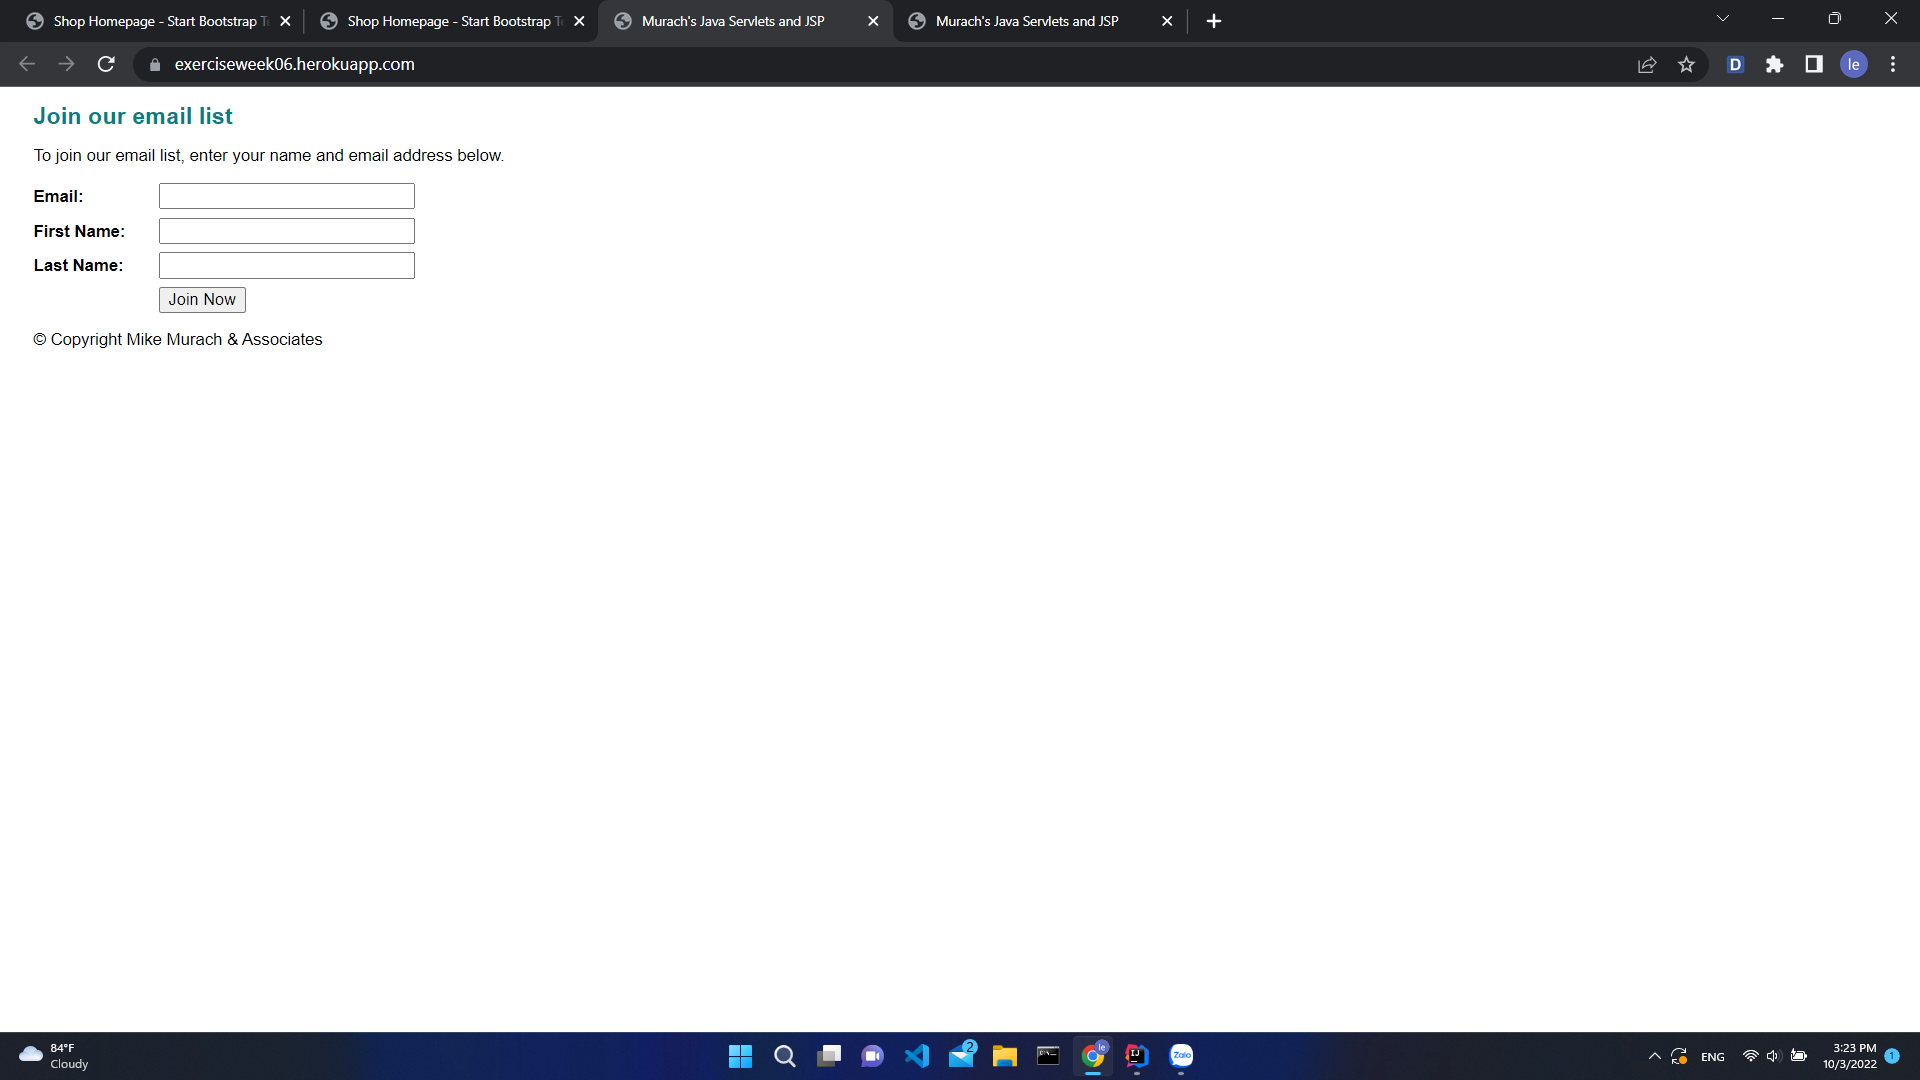 Shop Homepage - Start Bootstrap
Shop Homepage - Start Bootstrap
Murach's Java Servlets and JSP
Murach's Java Servlets and JSP
exerciseweek06.herokuapp.com
D
le
Join our email list
To join our email list, enter your name and email address below.
Email:
First Name:
Last Name:
Join Now
© Copyright Mike Murach & Associates
84°F
Cloudy
2
le
IJ
Zalo
ENG
3:23 PM
10/3/2022
1